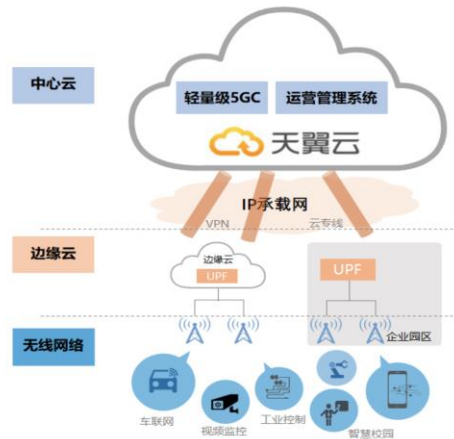 中心云
轻量级5GC
运营管理系统
天翼云
IP承载网
VPN
云专线
边缘云
边缘云
UPF
UPF
无线网络
企业园区
车联网
视频监控
工业控制
智慧校园